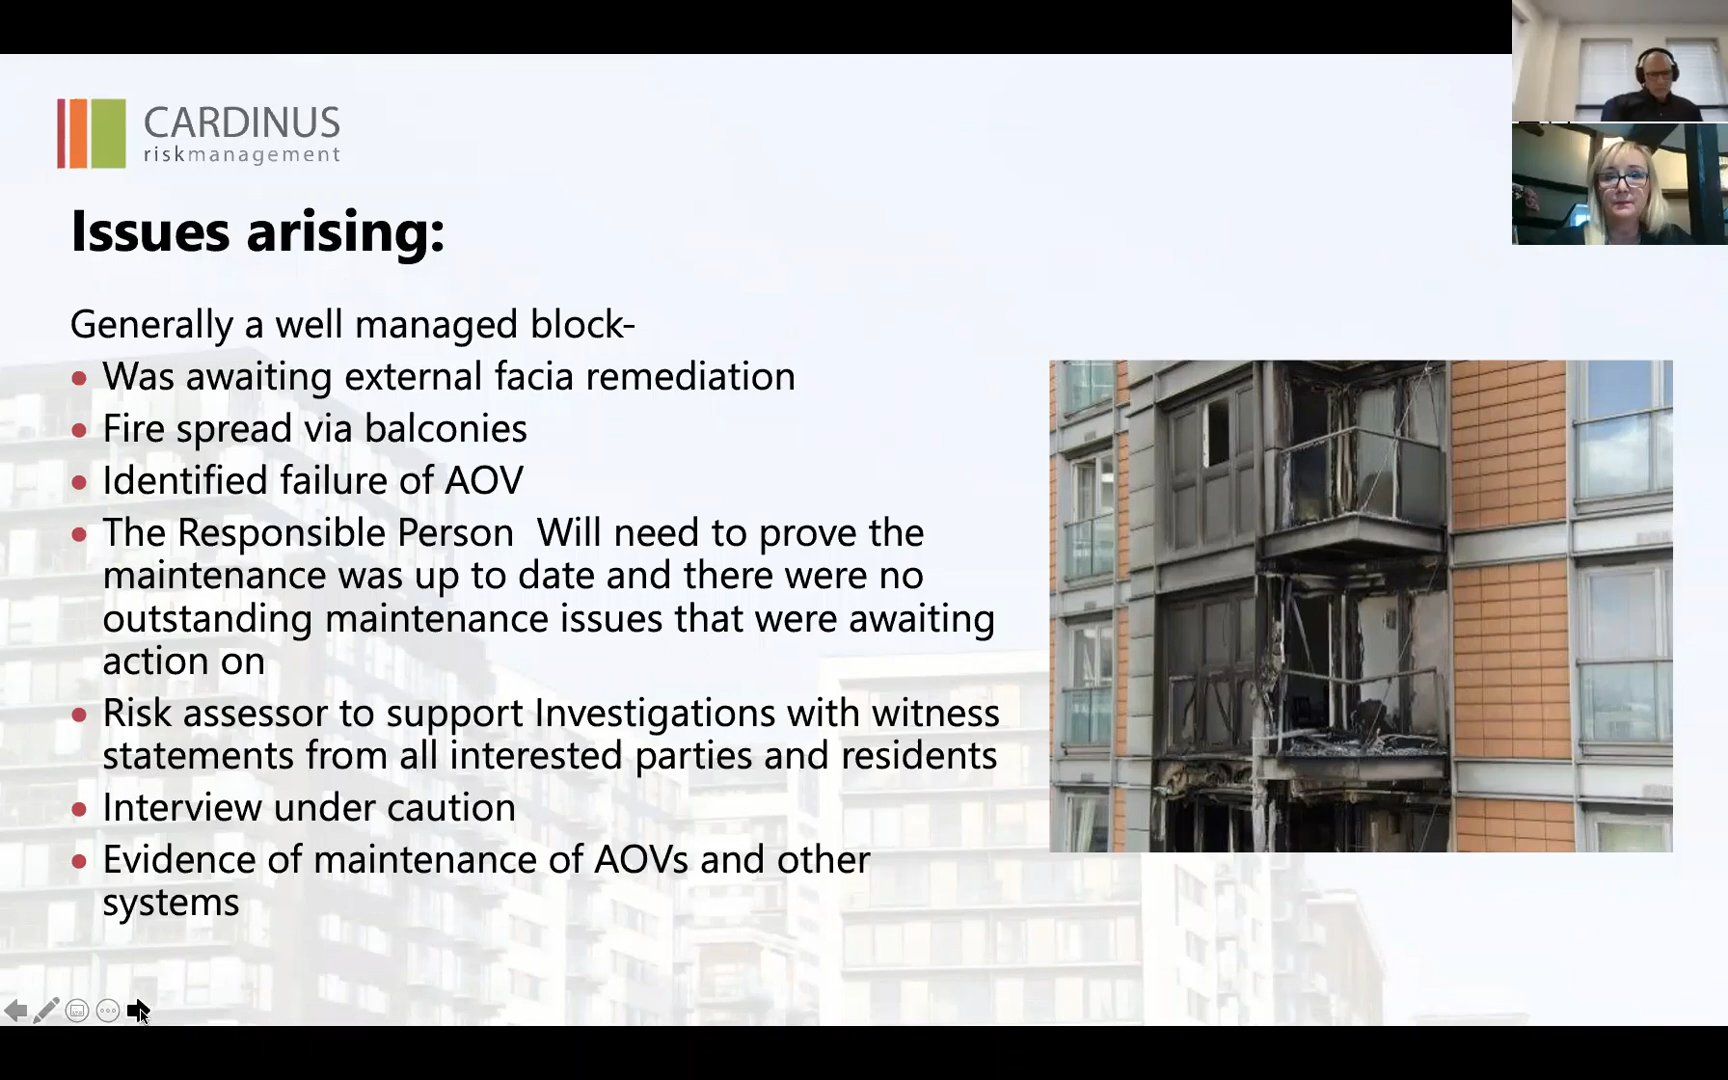 CARDINUS
riskmanagement
Issues arising:
Generally a well managed block-
Was awaiting external facia remediation
Fire spread via balconies
Identified failure of AOV
The Responsible Person  Will need to prove the
maintenance was up to date and there were no
outstanding maintenance issues that were awaiting
action on
Risk assessor to support Investigations with witness
statements from all interested parties and residents
Interview under caution
Evidence of maintenance of AOVs and other
systems